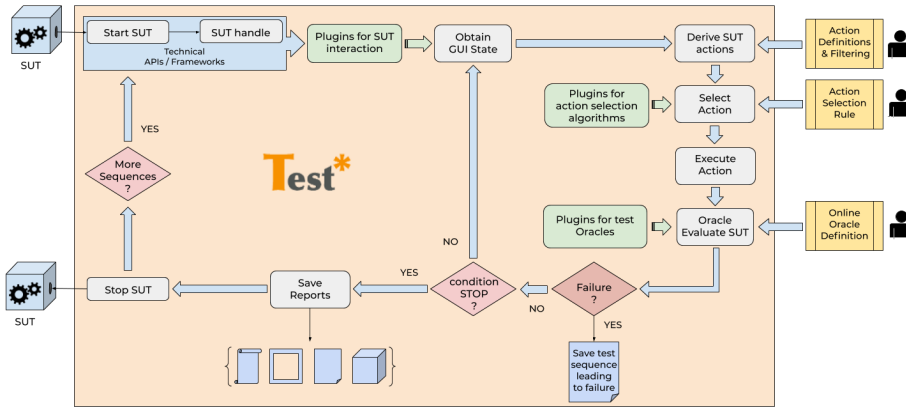 Start SUT
SUT handle
Technical
APIs / Frameworks
SUT
Plugins for SUT
interaction
Obtain
GUI State
Derive SUT
actions
Action
Definitions
& Filtering
Plugins for
action selection
algorithms
Select
Action
Action
Selection
Rule
YES
More
Sequences
?
Test*
Execute
Action
Plugins for test
Oracles
Oracle
Evaluate SUT
Online
Oracle
Definition
NO
Stop SUT
Save
Reports
YES
condition
STOP
?
NO
Failure
?
YES
SUT
Save test
sequence
leading
to failure